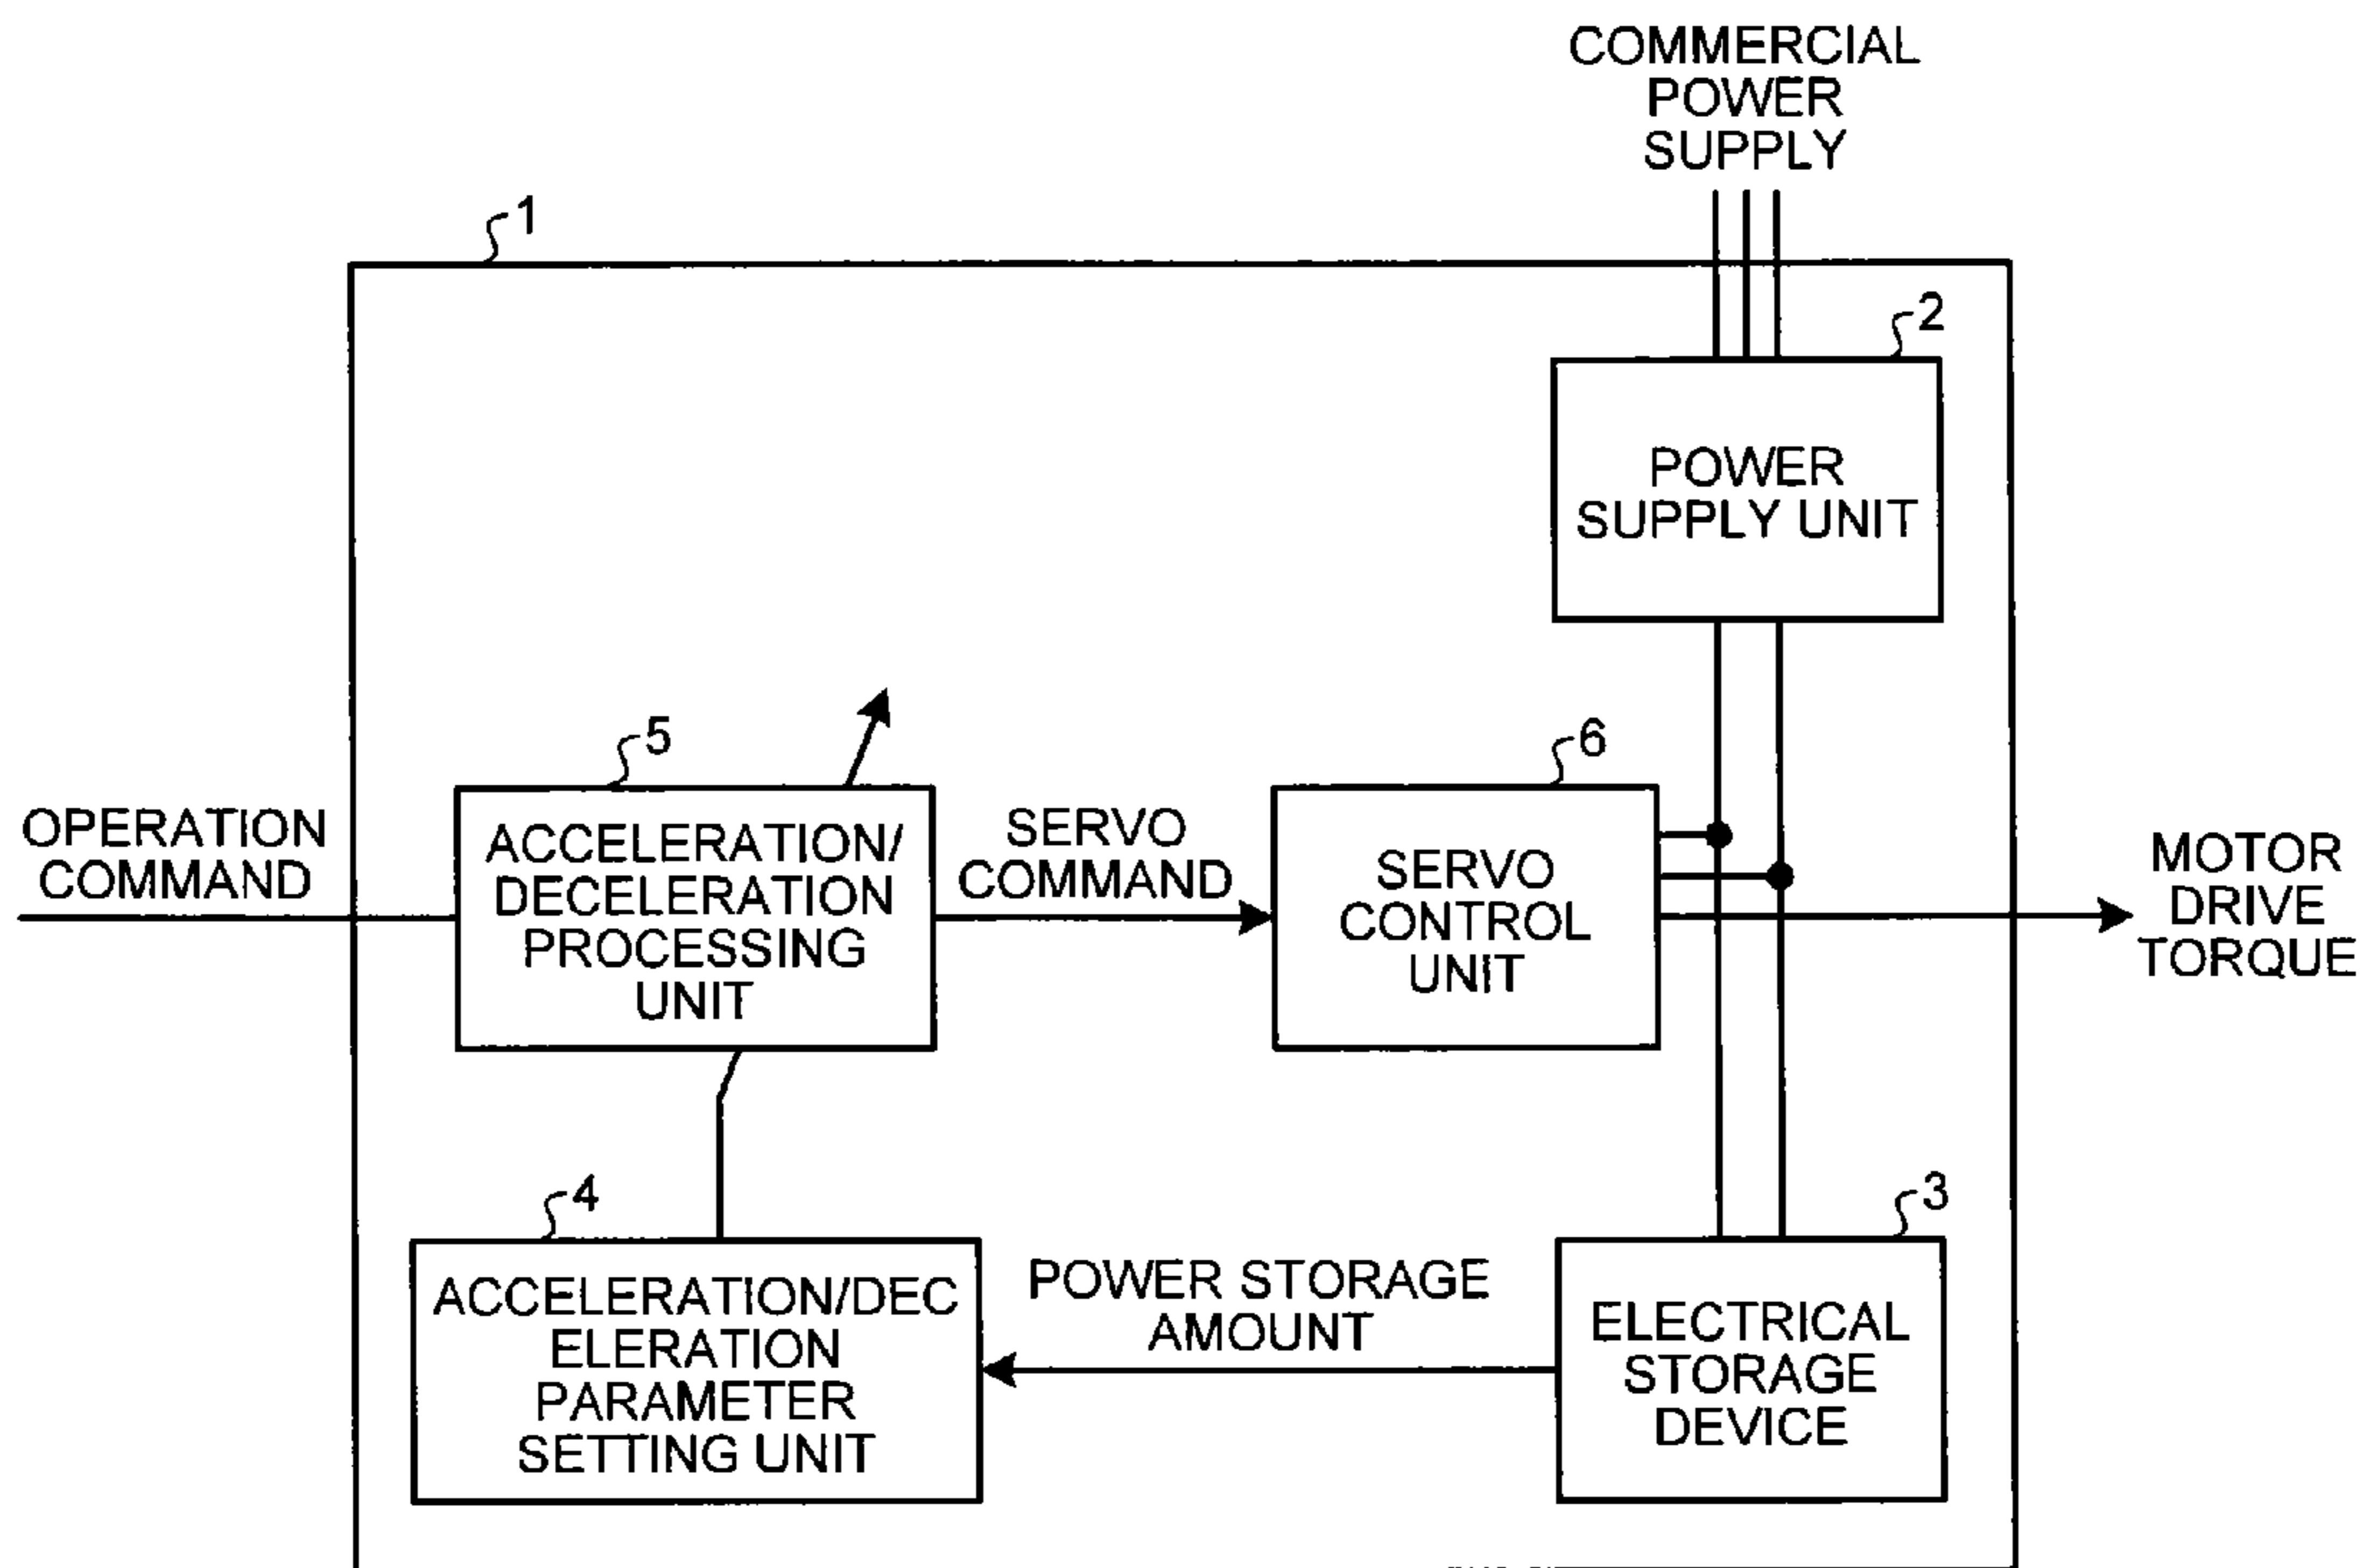 COMMERCIAL
POWER
SUPPLY
1
2
POWER
SUPPLY UNIT
5
6
OPERATION
COMMAND
ACCELERATION/
DECELERATION
PROCESSING
UNIT
SERVO
COMMAND
SERVO
CONTROL
UNIT
MOTOR
DRIVE
TORQUE
4
3
ACCELERATION/DEC
ELERATION
PARAMETER
SETTING UNIT
POWER STORAGE
AMOUNT
ELECTRICAL
STORAGE
DEVICE